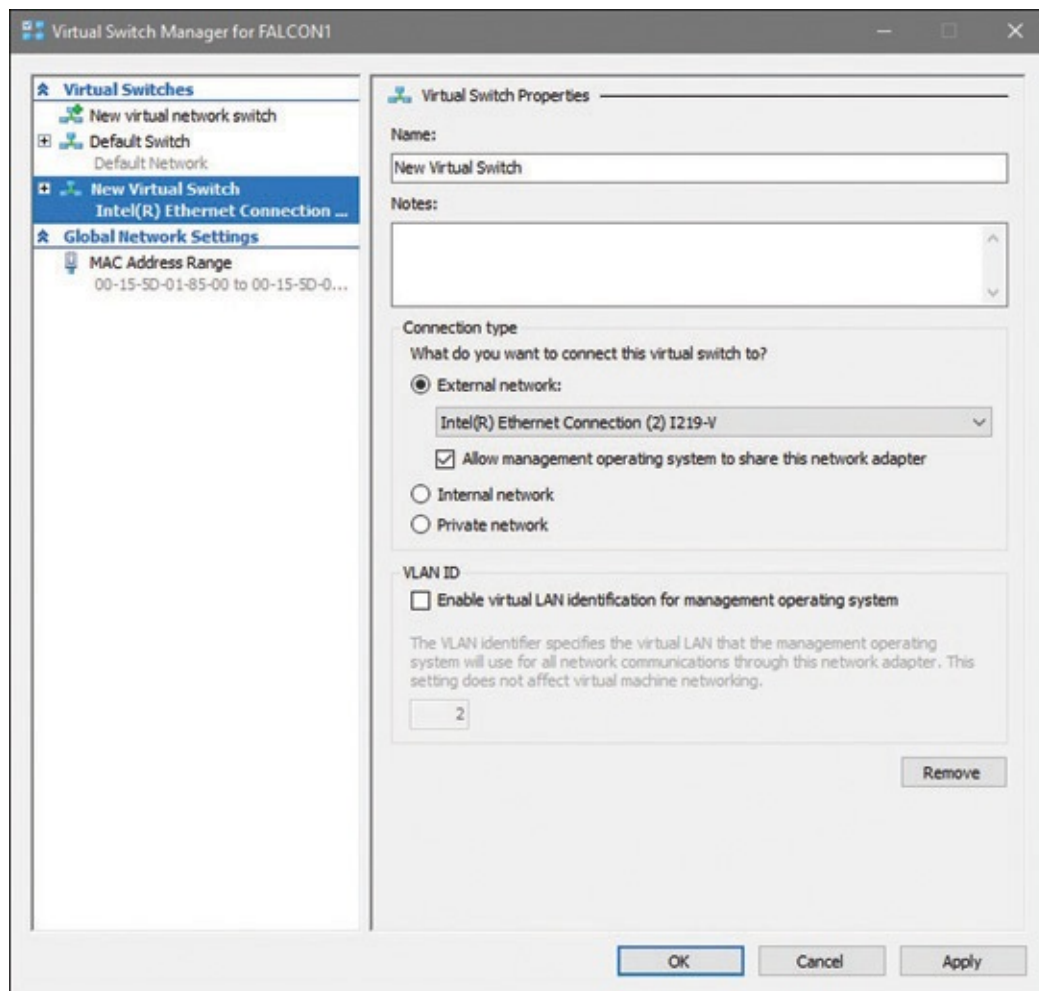 Virtual Switch Manager for FALCON1
Virtual Switches
New virtual network switch
Default Switch
Default Network
New Virtual Switch
Intel(R) Ethernet Connection ...
Global Network Settings
MAC Address Range
00-15-5D-01-85-00 to 00-15-5D-0...
Virtual Switch Properties
Name:
New Virtual Switch
Notes:
Connection type
What do you want to connect this virtual switch to?
External network:
Intel(R) Ethernet Connection (2) I219-V
Allow management operating system to share this network adapter
Internal network
Private network
VLAN ID
Enable virtual LAN identification for management operating system
The VLAN identifier specifies the virtual LAN that the management operating
system will use for all network communications through this network adapter. This
setting does not affect virtual machine networking.
2
Remove
OK
Cancel
Apply